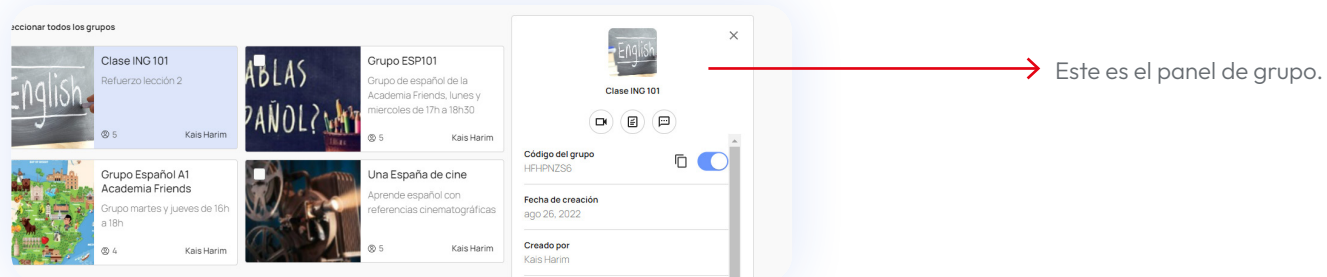 eccionar todos los grupos
English
Clase ING 101
Refuerzo lección 2
5 Kais Harim
ABLAS
PAÑOL?
Grupo ESP101
Grupo de español de la
Academia Friends, lunes y
miercoles de 17h a 18h30
5 Kais Harim
Grupo Español A1
Academia Friends
Grupo martes y jueves de 16h
a 18h
4 Kais Harim
Una España de cine
Aprende español con
referencias cinematográficas
5 Kais Harim
English
Clase ING 101
Código del grupo
HFHPNZS6
Fecha de creación
ago 26, 2022
Creado por
Kais Harim
Este es el panel de grupo.